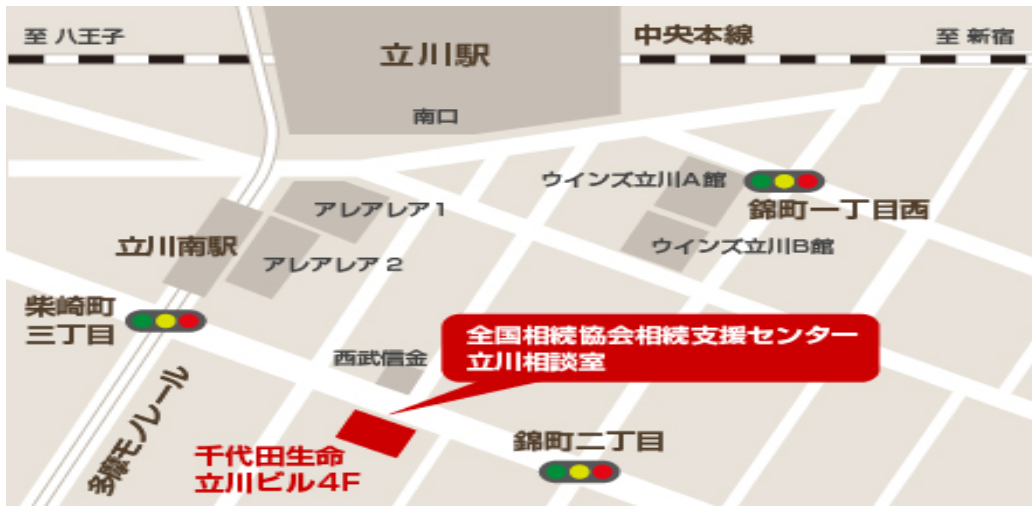 至 八王子
立川駅
中央本線
至 新宿
南口
ウインズ立川A館
アレアレア1
錦町一丁目西
立川南駅
アレアレア2
ウインズ立川B館
柴崎町
三丁目
全国相続協会相続支援センター
立川相談室
西武信金
多摩モノレール
千代田生命
立川ビル4F
錦町二丁目